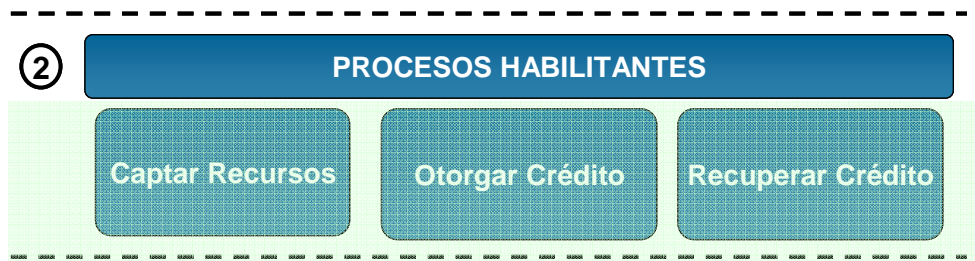 2
PROCESOS HABILITANTES
Captar Recursos
Otorgar Crédito
Recuperar Crédito